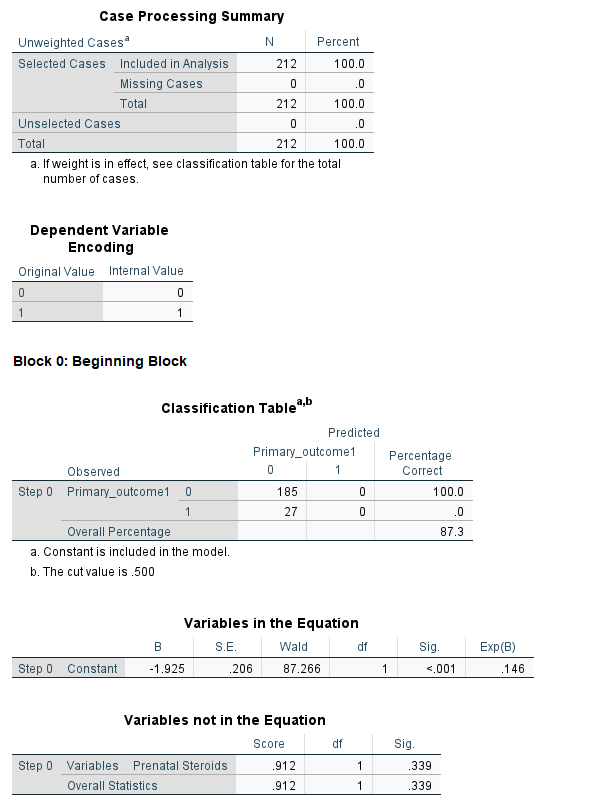 Case Processing Summary
Unweighted Cases^a N Percent
Selected Cases Included in Analysis 212 100.0
Missing Cases 0 .0
Total 212 100.0
Unselected Cases 0 .0
Total 212 100.0
a. If weight is in effect, see classification table for the total
number of cases.
Dependent Variable
Encoding
Original Value Internal Value
0 0
1 1
Block 0: Beginning Block
Classification Table^a,b
Predicted
Primary_outcome1 Percentage
Observed 0 1 Correct
Step 0 Primary_outcome1 0 185 0 100.0
1 27 0 .0
Overall Percentage 87.3
a. Constant is included in the model.
b. The cut value is .500
Variables in the Equation
B S.E. Wald df Sig. Exp(B)
Step 0 Constant -1.925 .206 87.266 1 <.001 .146
Variables not in the Equation
Score df Sig.
Step 0 Variables Prenatal Steroids .912 1 .339
Overall Statistics .912 1 .339